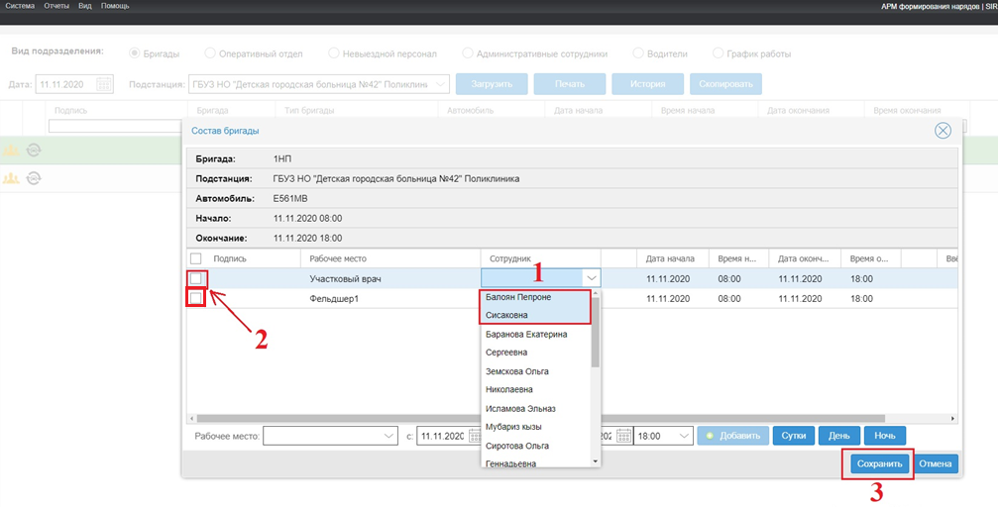 Система Отчеты Вид Помощь АРМ формирования нарядов | SIR
Вид подразделения: Бригады Оперативный отдел Невыездной персонал Административные сотрудники Водители График работы
Дата: 11.11.2020 Подстанция: ГБУЗ НО "Детская городская больница №42" Поликлин Загрузить Печать История Скопировать
Подпись Бригада Тип бригады Автомобиль Дата начала Время начала Дата окончания Время окончания
Состав бригады
Бригада: 1НП
Подстанция: ГБУЗ НО "Детская городская больница №42" Поликлиника
Автомобиль: Е561МВ
Начало: 11.11.2020 08:00
Окончание: 11.11.2020 18:00
Подпись Рабочее место Сотрудник Дата начала Время н... Дата оконч... Время о... Вве
1
Участковый врач 11.11.2020 08:00 11.11.2020 18:00
Фельдшер1 11.11.2020 08:00 11.11.2020 18:00
Балоян Пепроне
Сисаковна
2
Баранова Екатерина
Сергеевна
Земскова Ольга
Николаевна
Исламова Эльназ
Мубариз кызы
Сиротова Ольга
Геннадьевна
Рабочее место: с: 11.11.202С 202 18:00 Добавить Сутки День Ночь
Сохранить Отмена
3